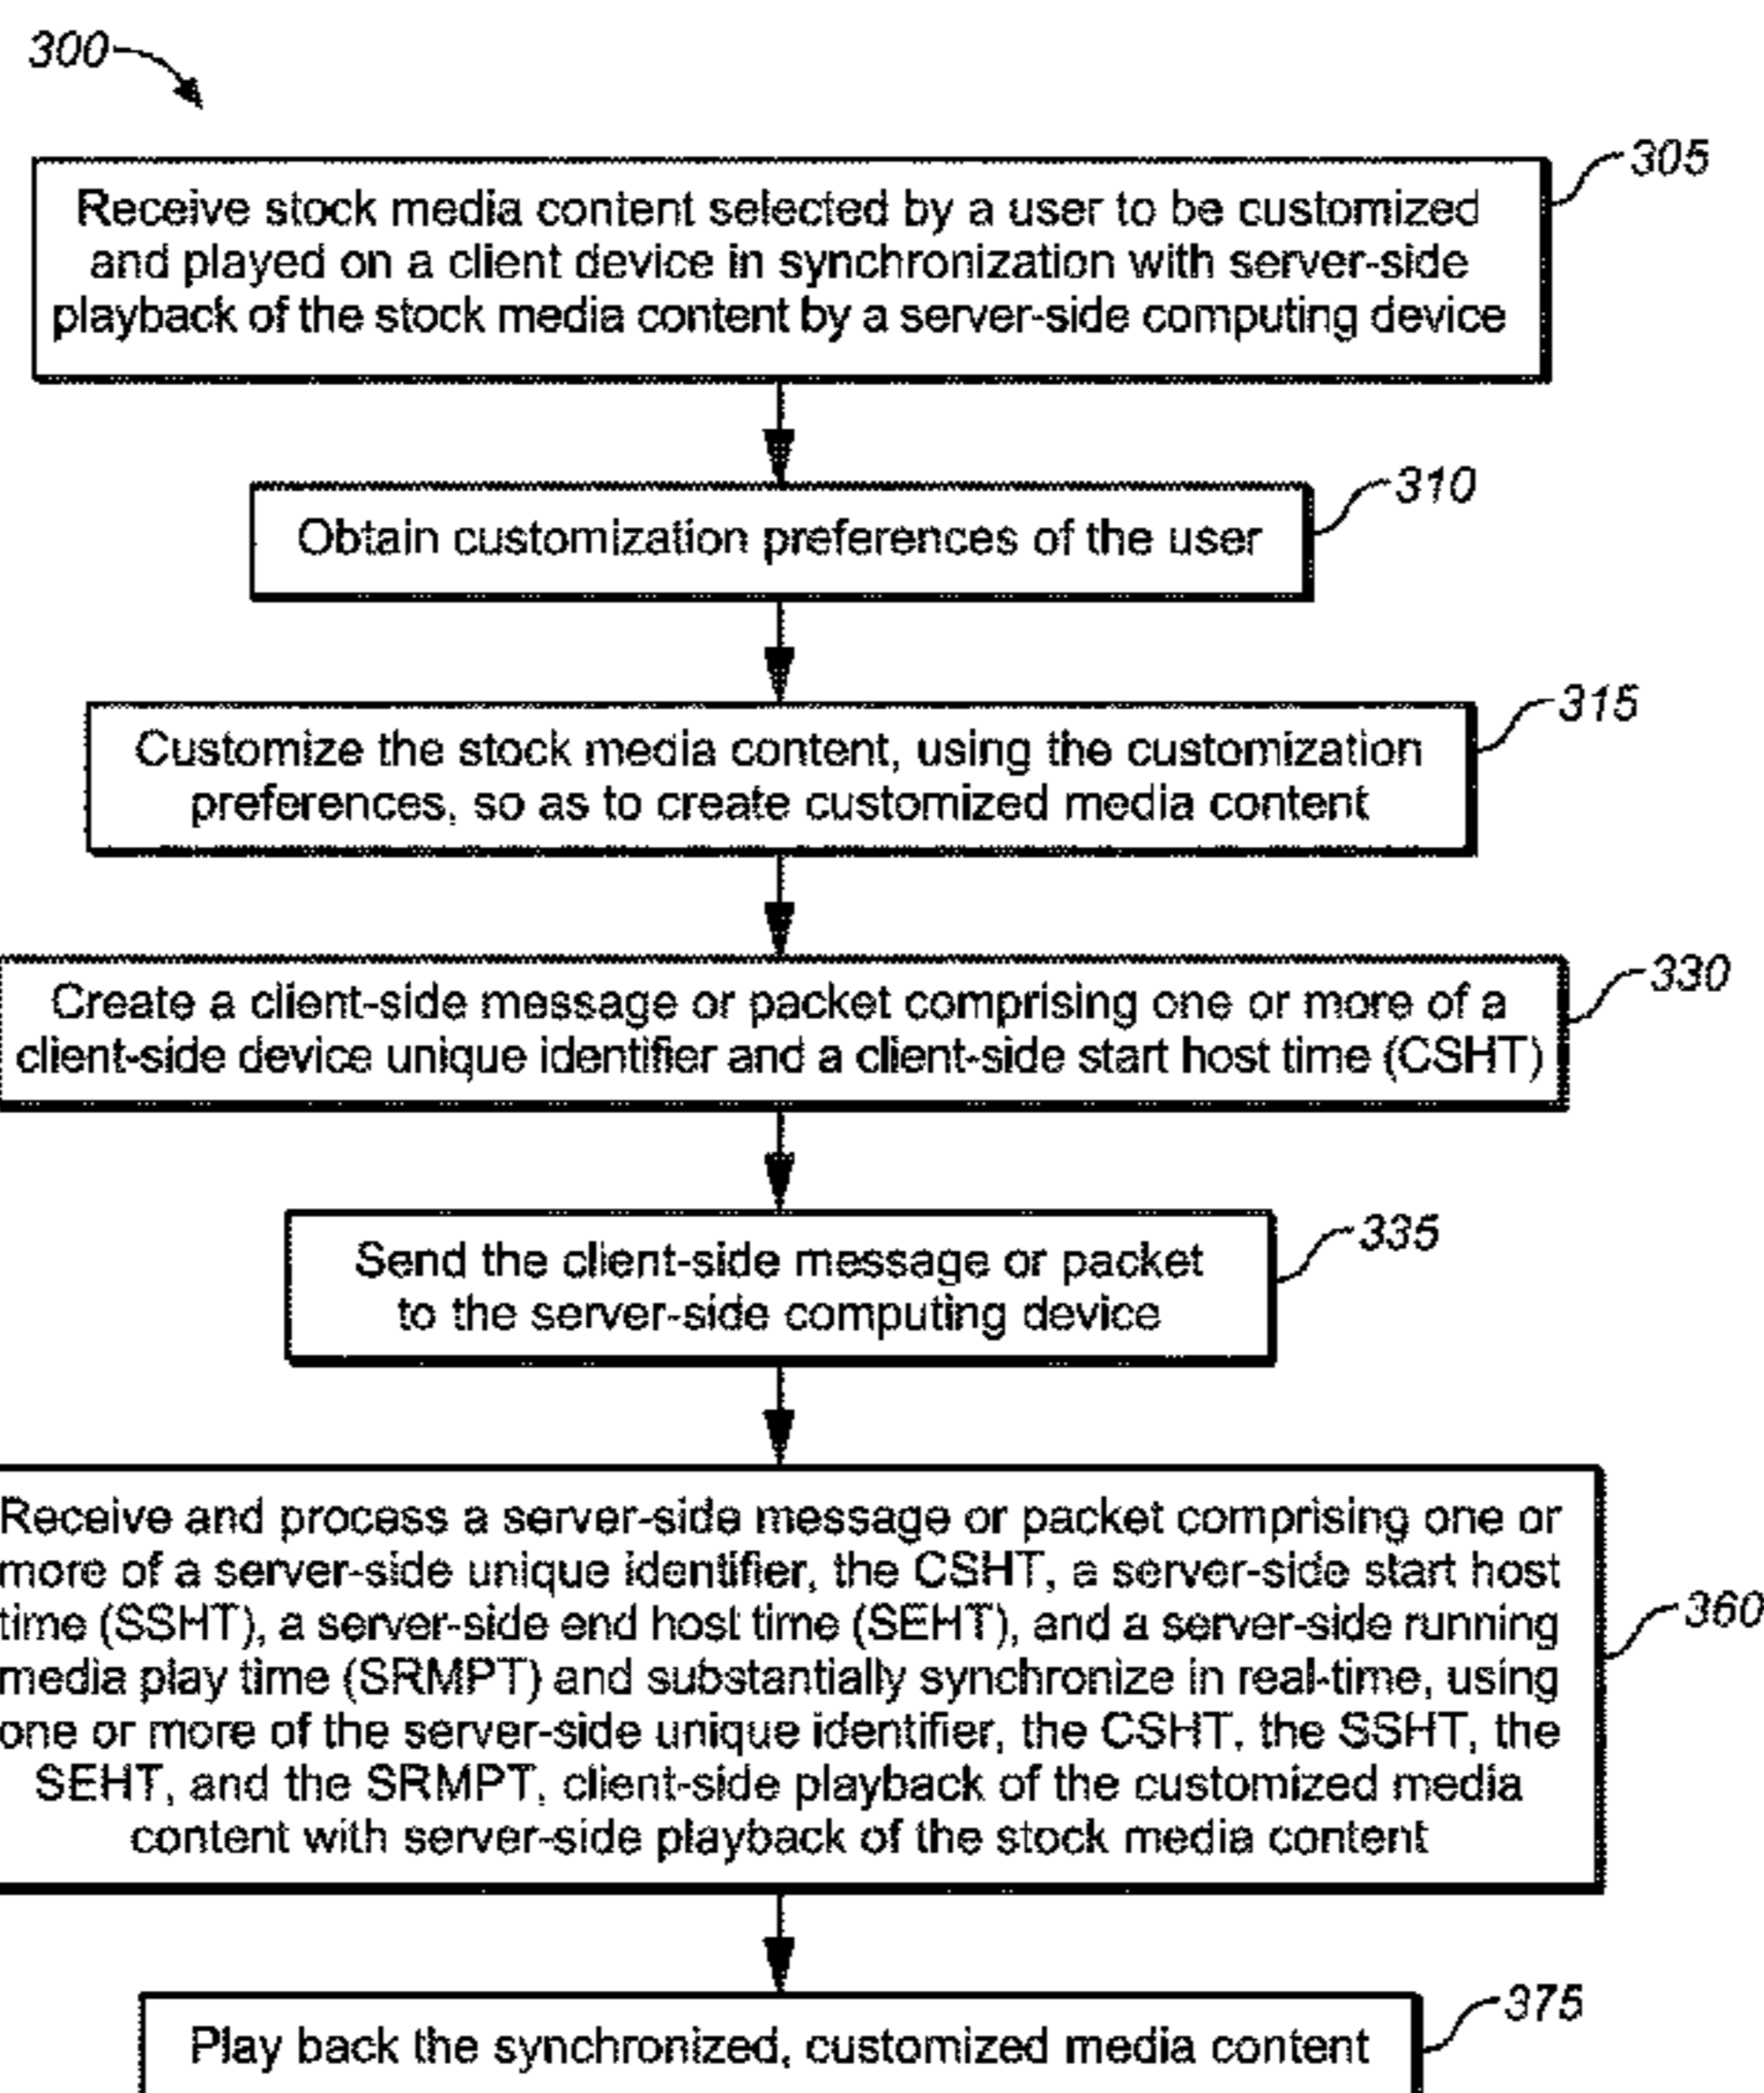 300
305
Receive stock media content selected by a user to be customized
and played on a client device in synchronization with server-side
playback of the stock media content by a server-side computing device
310
Obtain customization preferences of the user
315
Customize the stock media content, using the customization
preferences, so as to create customized media content
330
Create a client-side message or packet comprising one or more of a
client-side device unique identifier and a client-side start host time (CSHT)
335
Send the client-side message or packet
to the server-side computing device
360
Receive and process a server-side message or packet comprising one or
more of a server-side unique identifier, the CSHT, a server-side start host
time (SSHT), a server-side end host time (SEHT), and a server-side running
media play time (SRMPT) and substantially synchronize in real-time, using
one or more of the server-side unique identifier, the CSHT, the SSHT, the
SEHT, and the SRMPT, client-side playback of the customized media
content with server-side playback of the stock media content
375
Play back the synchronized, customized media content